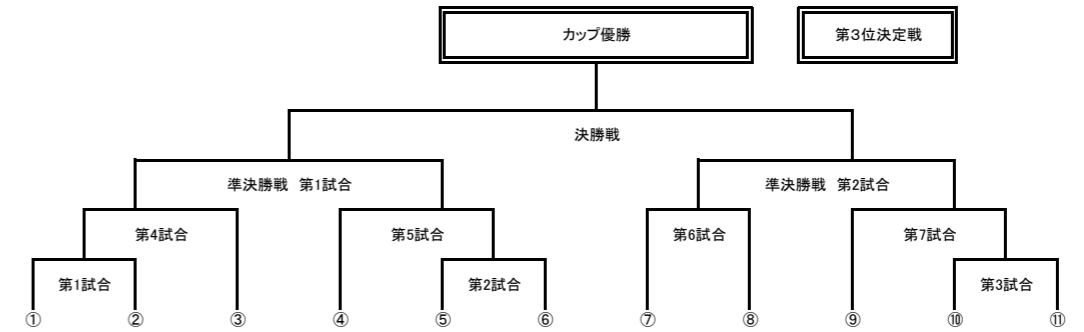 カップ優勝
第3位決定戦
決勝戦
準決勝戦 第1試合
準決勝戦 第2試合
第4試合
第5試合
第6試合
第7試合
第1試合
第2試合
第3試合
① ② ③ ④ ⑤ ⑥ ⑦ ⑧ ⑨ ⑩ ⑪